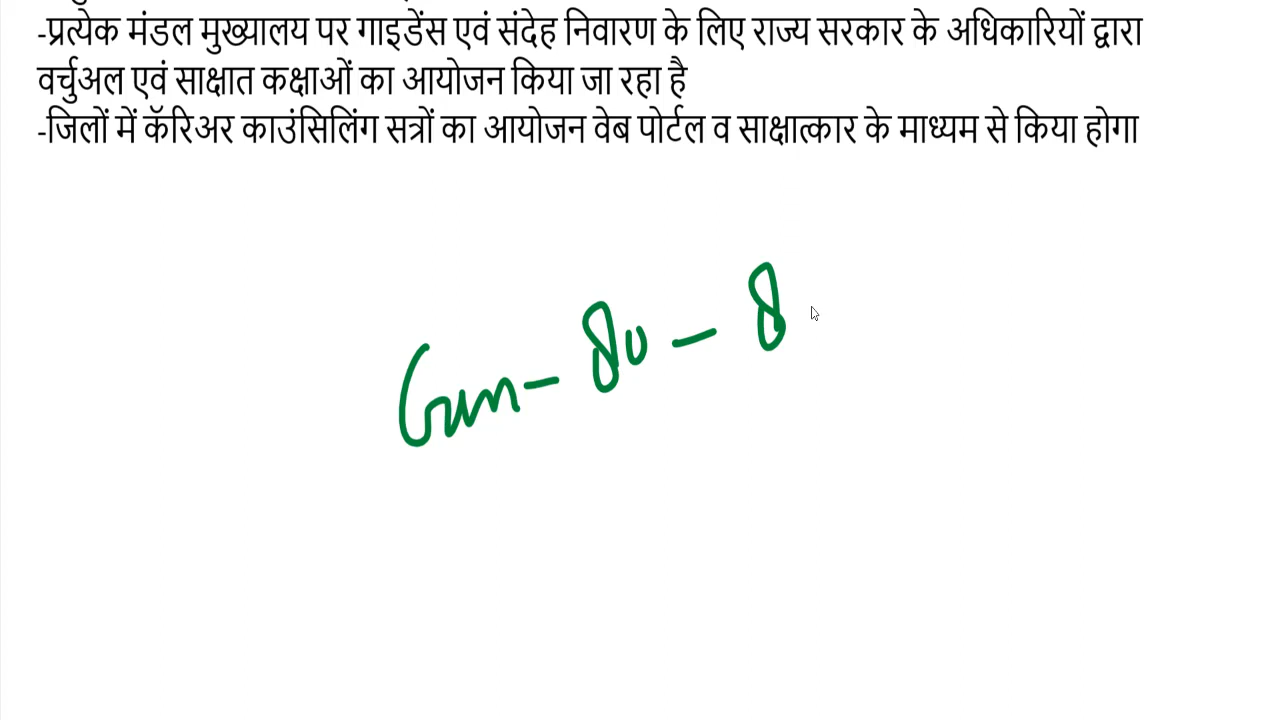 -प्रत्येक मंडल मुख्यालय पर गाइडेंस एवं संदेह निवारण के लिए राज्य सरकार के अधिकारियों द्वारा
वर्चुअल एवं साक्षात कक्षाओं का आयोजन किया जा रहा है
-जिलों में कॅरिअर काउंसिलिंग सत्रों का आयोजन वेब पोर्टल व साक्षात्कार के माध्यम से किया होगा
- 80 - 8